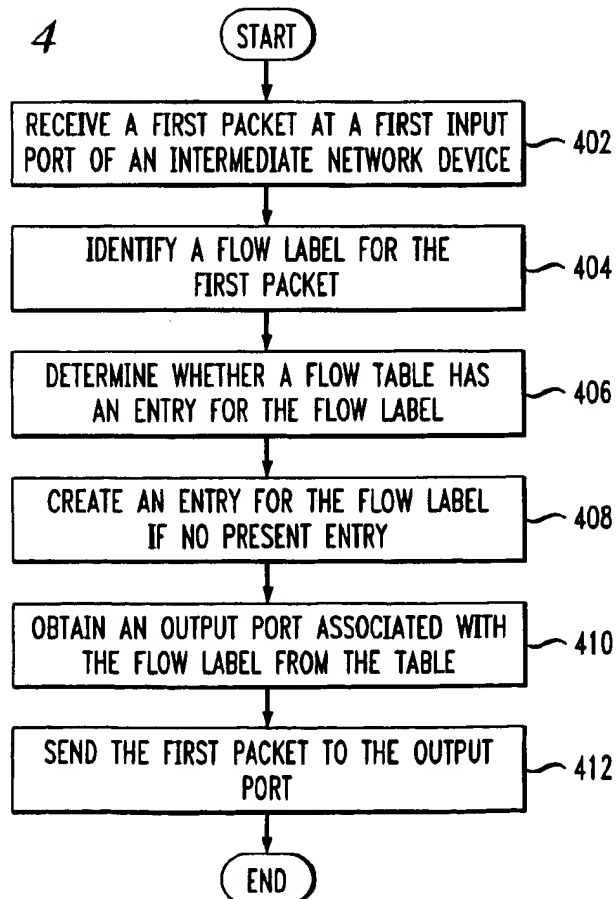 4
START
RECEIVE A FIRST PACKET AT A FIRST INPUT
PORT OF AN INTERMEDIATE NETWORK DEVICE
402
IDENTIFY A FLOW LABEL FOR THE
FIRST PACKET
404
DETERMINE WHETHER A FLOW TABLE HAS
AN ENTRY FOR THE FLOW LABEL
406
CREATE AN ENTRY FOR THE FLOW LABEL
IF NO PRESENT ENTRY
408
OBTAIN AN OUTPUT PORT ASSOCIATED WITH
THE FLOW LABEL FROM THE TABLE
410
SEND THE FIRST PACKET TO THE OUTPUT
PORT
412
END